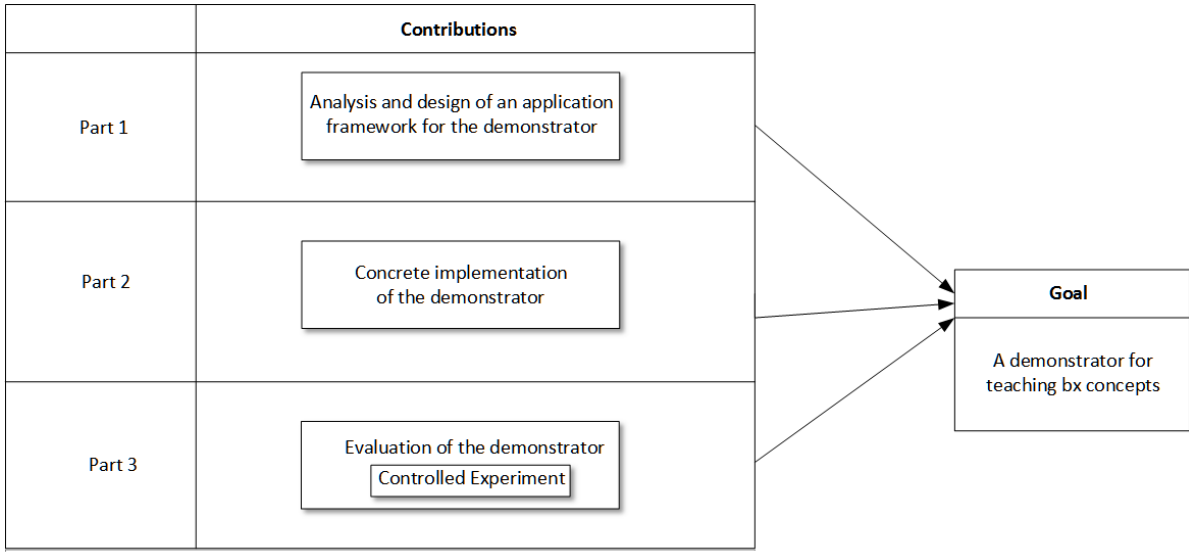 Contributions
Part 1
Analysis and design of an application
framework for the demonstrator
Part 2
Concrete implementation
of the demonstrator
Part 3
Evaluation of the demonstrator
Controlled Experiment
Goal
A demonstrator for
teaching bx concepts